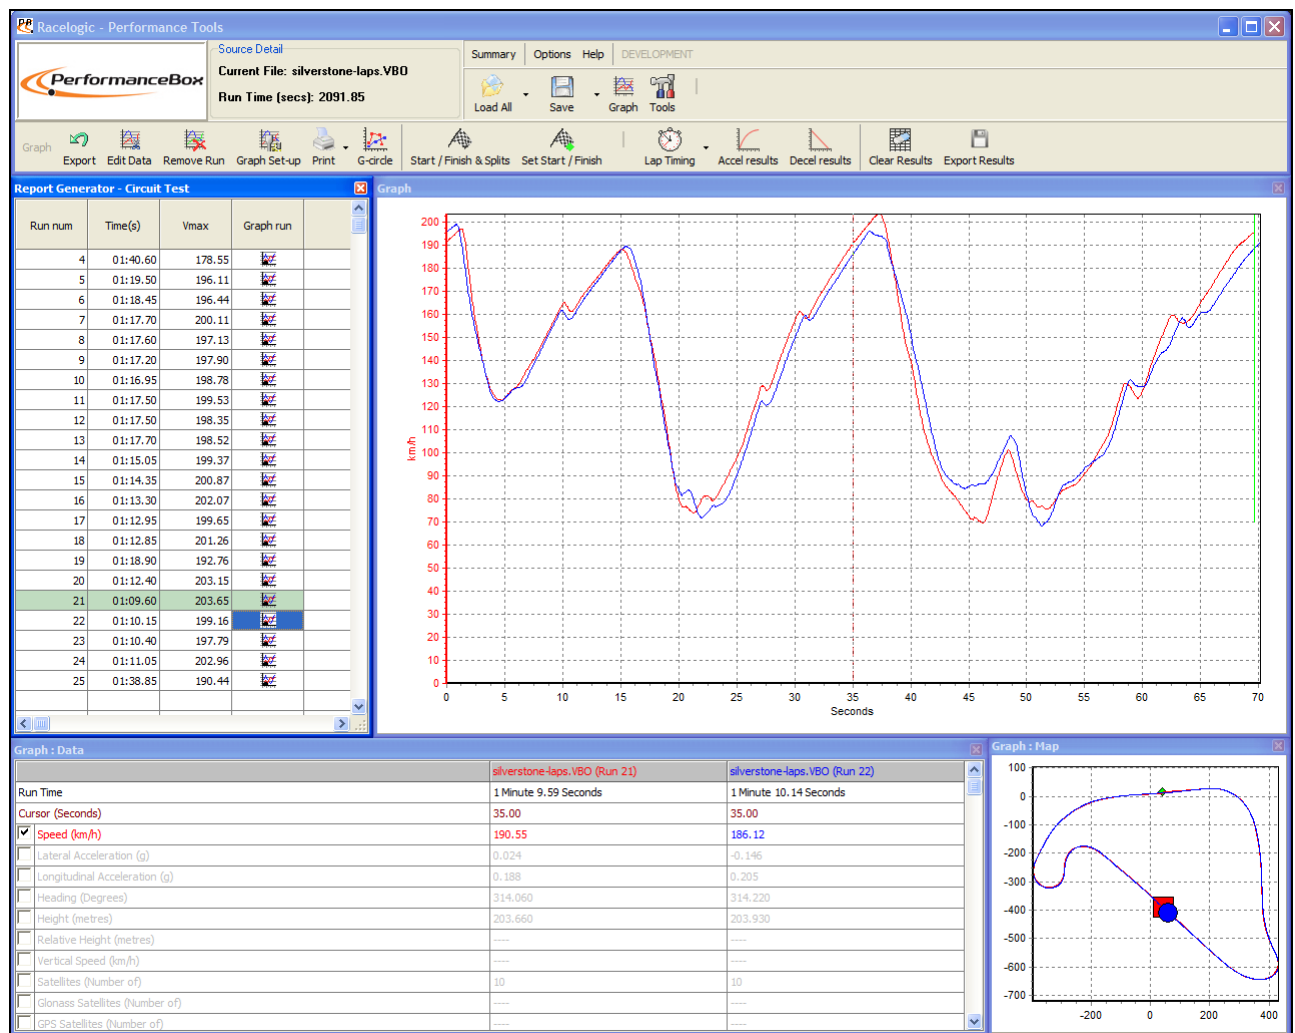 Racelogic - Performance Tools
PerformanceBox
Source Detail
Current File: silverstone-laps.VBO
Run Time (secs): 2091.85
Summary Options Help DEVELOPMENT
Load All Save Graph Tools
Graph Export Edit Data Remove Run Graph Set-up Print G-circle Start / Finish & Splits Set Start / Finish Lap Timing Accel results Decel results Clear Results Export Results
Report Generator - Circuit Test
Run num Time(s) Vmax Graph run
4 01:40.60 178.55
5 01:19.50 196.11
6 01:18.45 196.44
7 01:17.70 200.11
8 01:17.60 197.13
9 01:17.20 197.90
10 01:16.95 198.78
11 01:17.50 199.53
12 01:17.50 198.35
13 01:17.70 198.52
14 01:15.05 199.37
15 01:14.35 200.87
16 01:13.30 202.07
17 01:12.95 199.65
18 01:12.85 201.26
19 01:18.90 192.76
20 01:12.40 203.15
21 01:09.60 203.65
22 01:10.15 199.16
23 01:10.40 197.79
24 01:11.05 202.96
25 01:38.85 190.44
Graph
200
190
180
170
160
150
140
130
120
110
100
90
80
70
60
50
40
30
20
10
0
km/h
0 5 10 15 20 25 30 35 40 45 50 55 60 65 70
Seconds
Graph : Data
silverstone-laps.VBO (Run 21) silverstone-laps.VBO (Run 22)
Run Time 1 Minute 9.59 Seconds 1 Minute 10.14 Seconds
Cursor (Seconds) 35.00 35.00
Speed (km/h) 190.55 186.12
Lateral Acceleration (g) 0.024 -0.146
Longitudinal Acceleration (g) 0.188 0.205
Heading (Degrees) 314.060 314.220
Height (metres) 203.660 203.930
Relative Height (metres) ---- ----
Vertical Speed (km/h) ---- ----
Satellites (Number of) 10 10
Glonass Satellites (Number of) ---- ----
GPS Satellites (Number of) ---- ----
Graph : Map
100
0
-100
-200
-300
-400
-500
-600
-700
-200 0 200 400